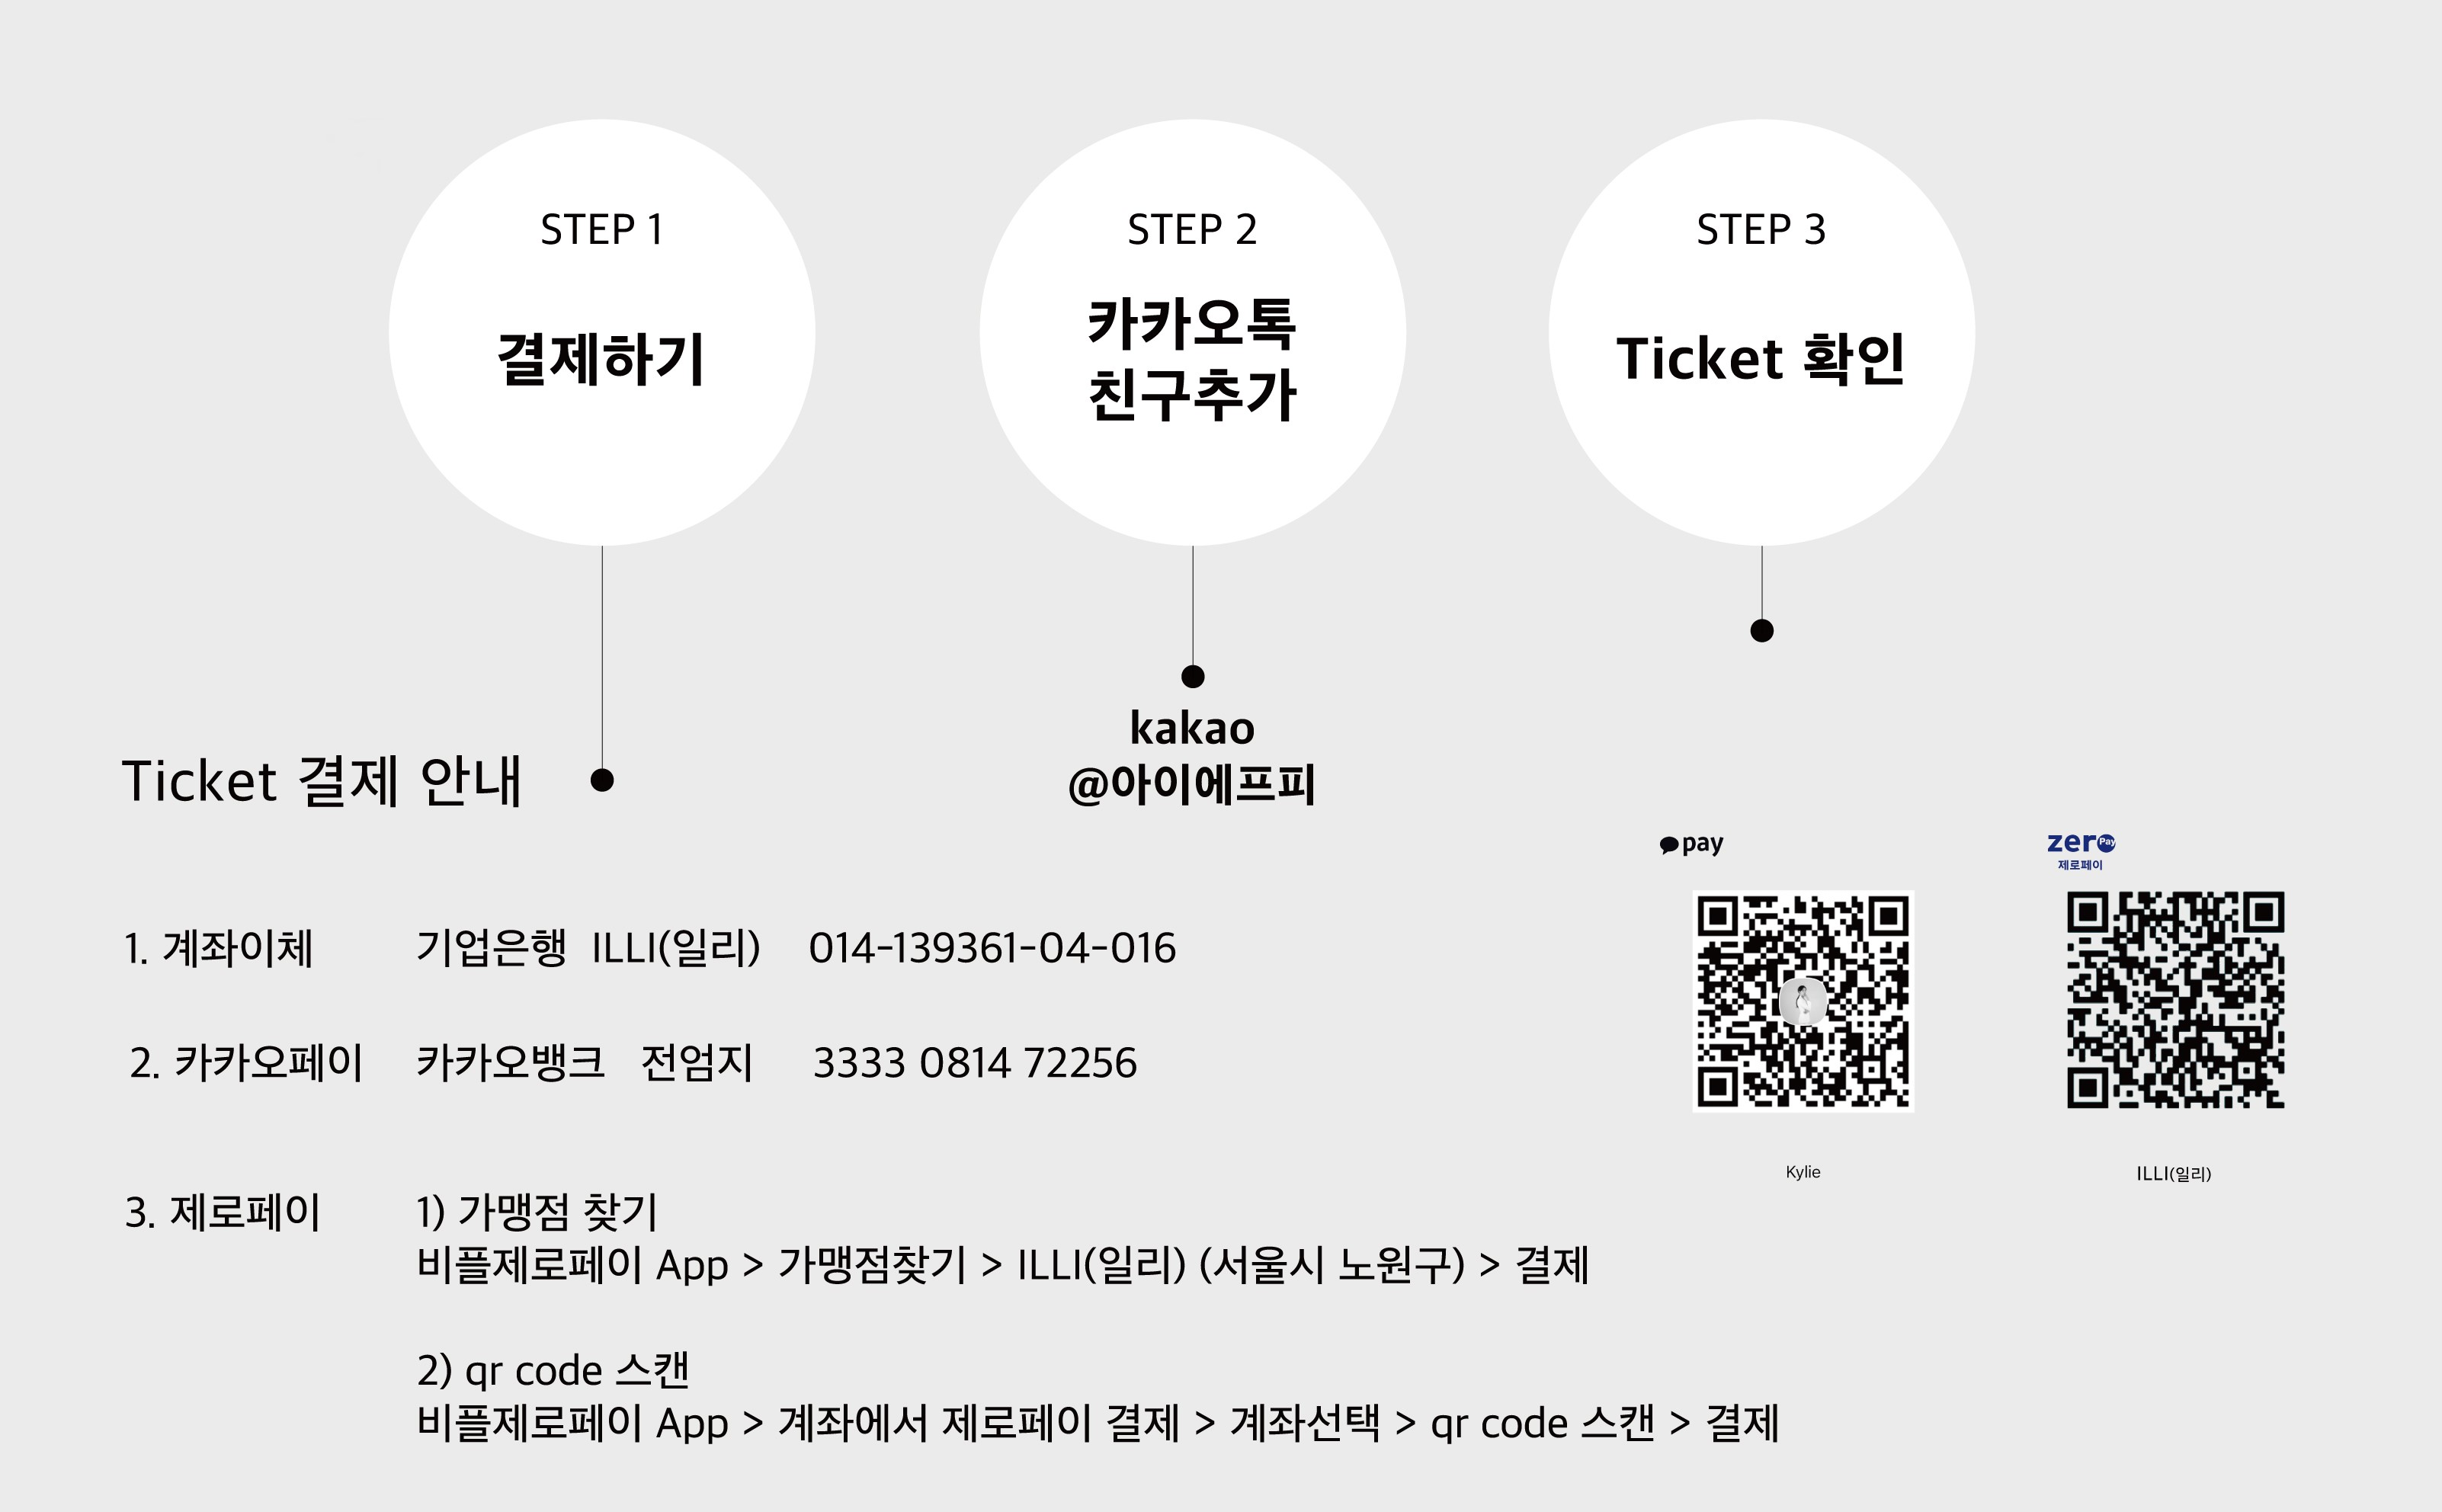 STEP 1
결제하기
STEP 2
카카오톡
친구추가
STEP 3
Ticket 확인
kakao
@아이에프피
Ticket 결제 안내
pay
zero Pay
제로페이
1. 계좌이체 기업은행 ILLI(일리) 014-139361-04-016
2. 카카오페이 카카오뱅크 전임지 3333 0814 72256
Kylie
ILLI(일리)
3. 제로페이 1) 가맹점 찾기
비플제로페이 App > 가맹점찾기 > ILLI(일리) (서울시 노원구) > 결제
2) qr code 스캔
비플제로페이 App > 계좌에서 제로페이 결제 > 계좌선택 > qr code 스캔 > 결제